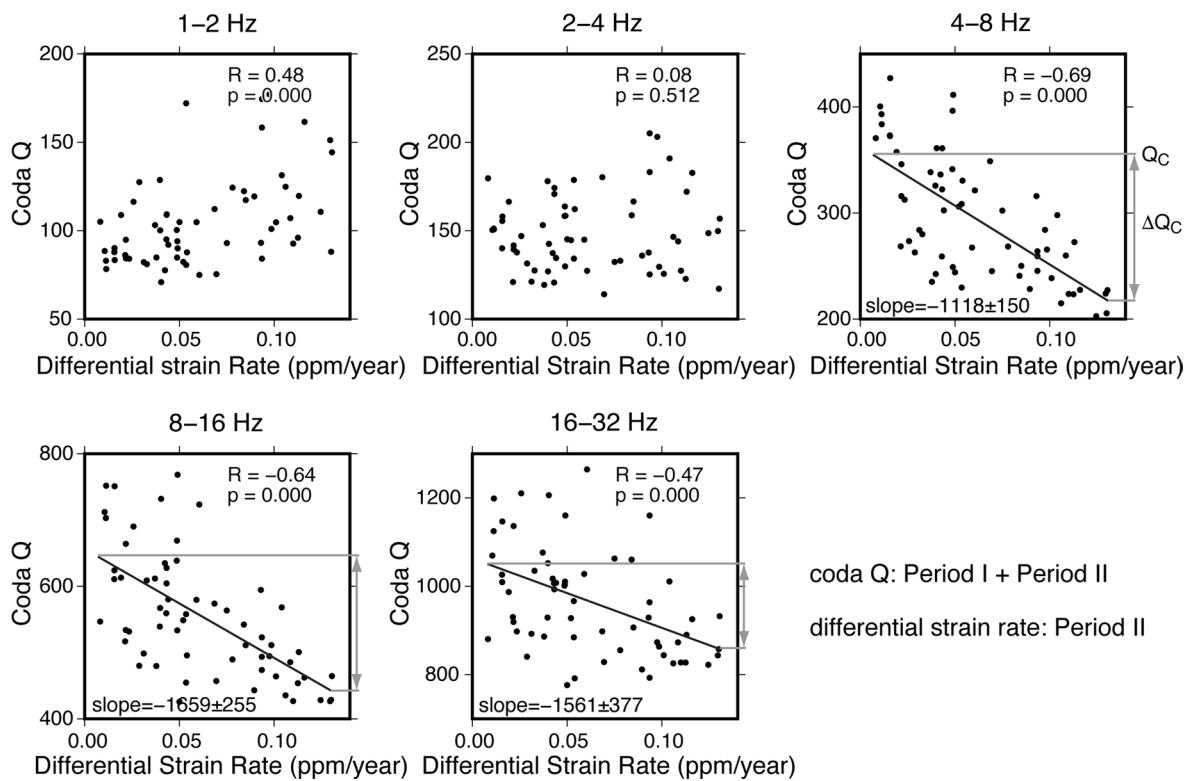 1−2 Hz
200
150
100
50
Coda Q
R = 0.48
p = 0.000
0.00 0.05 0.10
Differential strain Rate (ppm/year)
2−4 Hz
250
200
150
100
Coda Q
R = 0.08
p = 0.512
0.00 0.05 0.10
Differential Strain Rate (ppm/year)
4−8 Hz
400
300
200
Coda Q
R = −0.69
p = 0.000
QC
ΔQC
slope=−1118±150
0.00 0.05 0.10
Differential Strain Rate (ppm/year)
8−16 Hz
800
600
400
Coda Q
R = −0.64
p = 0.000
slope=−1659±255
0.00 0.05 0.10
Differential Strain Rate (ppm/year)
16−32 Hz
1200
1000
800
Coda Q
R = −0.47
p = 0.000
slope=−1561±377
0.00 0.05 0.10
Differential Strain Rate (ppm/year)
coda Q: Period I + Period II
differential strain rate: Period II